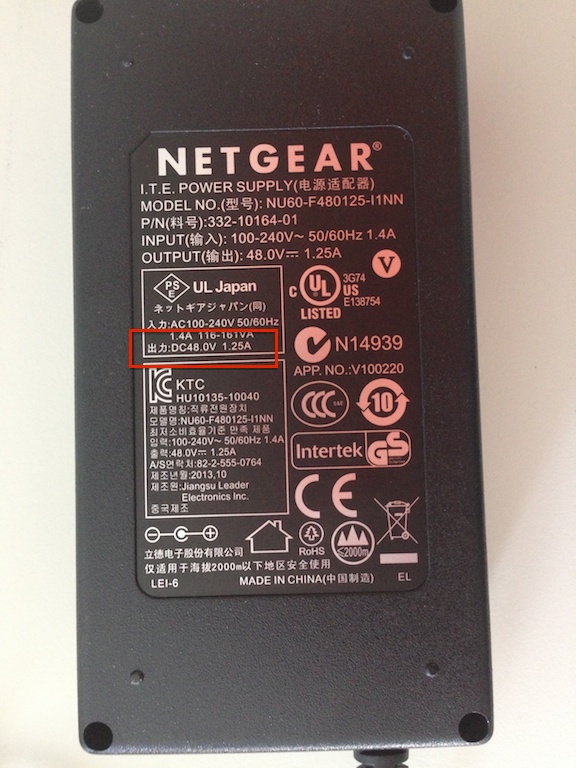 NETGEAR®
I.T.E. POWER SUPPLY(电源适配器)
MODEL NO.(型号): NU60-F480125-I1NN
P/N(料号):332-10164-01
INPUT(输入): 100-240V~ 50/60Hz 1.4A
OUTPUT(输出): 48.0V⎓ 1.25A
PS
E
UL Japan
ネットギアジャパン(同)
入力:AC100-240V 50/60Hz
1.4A 116-161VA
出力:DC48.0V 1.25A
C UL US
LISTED
3G74
E138754
V
N14939
APP. NO.: V100220
KTC
HU10135-10040
제품명칭:직류전원장치
모델명:NU60-F480125-I1NN
최저소비효율기준 만족 제품
입력:100-240V~ 50/60Hz 1.4A
출력:48.0V⎓ 1.25A
A/S연락처:82-2-555-0764
제조년월:2013,10
제조원:Jiangsu Leader
Electronics Inc.
중국제조
CCC
10
Intertek
GS
CE
RoHS
≤2000m
立德电子股份有限公司
仅适用于海拔2000m以下地区安全使用
LEI-6
MADE IN CHINA(中国制造)
EL